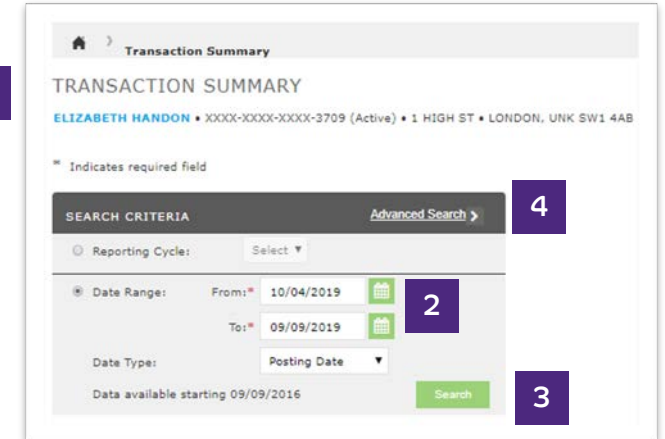 Transaction Summary
TRANSACTION SUMMARY
ELIZABETH HANDON • XXXX-XXXX-XXXX-3709 (Active) • 1 HIGH ST • LONDON, UNK SW1 4AB
* Indicates required field
SEARCH CRITERIA Advanced Search > 4
Reporting Cycle: Select ▼
Date Range: From:* 10/04/2019 2
To:* 09/09/2019
Date Type: Posting Date ▼
Data available starting 09/09/2016 Search 3